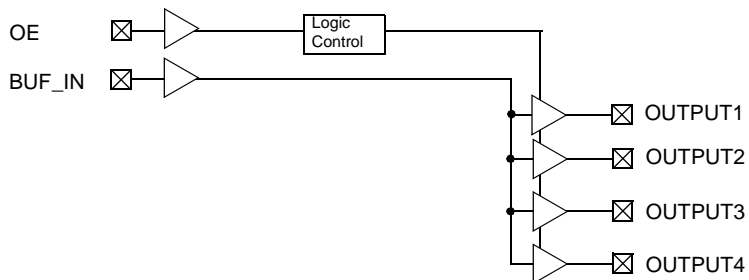 OE
Logic
Control
BUF_IN
OUTPUT1
OUTPUT2
OUTPUT3
OUTPUT4